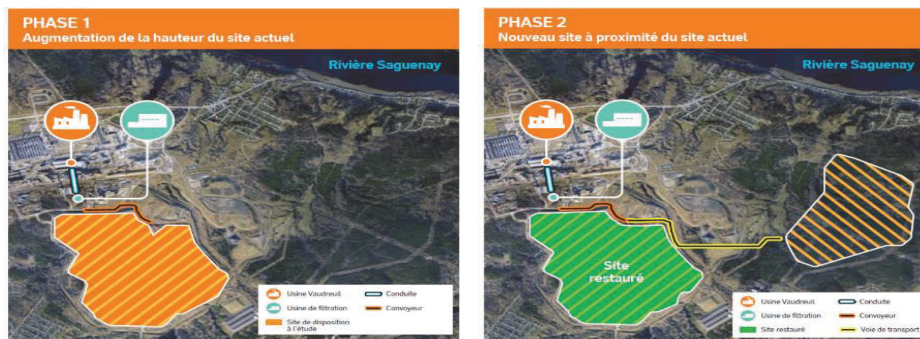 PHASE 1
Augmentation de la hauteur du site actuel
Rivière Saguenay
Usine Vaudreuil
Conduite
Usine de filtration
Convoyeur
Site de disposition
à l'étude
PHASE 2
Nouveau site à proximité du site actuel
Rivière Saguenay
Site
restauré
Usine Vaudreuil
Conduite
Usine de filtration
Convoyeur
Site restauré
Voie de transport